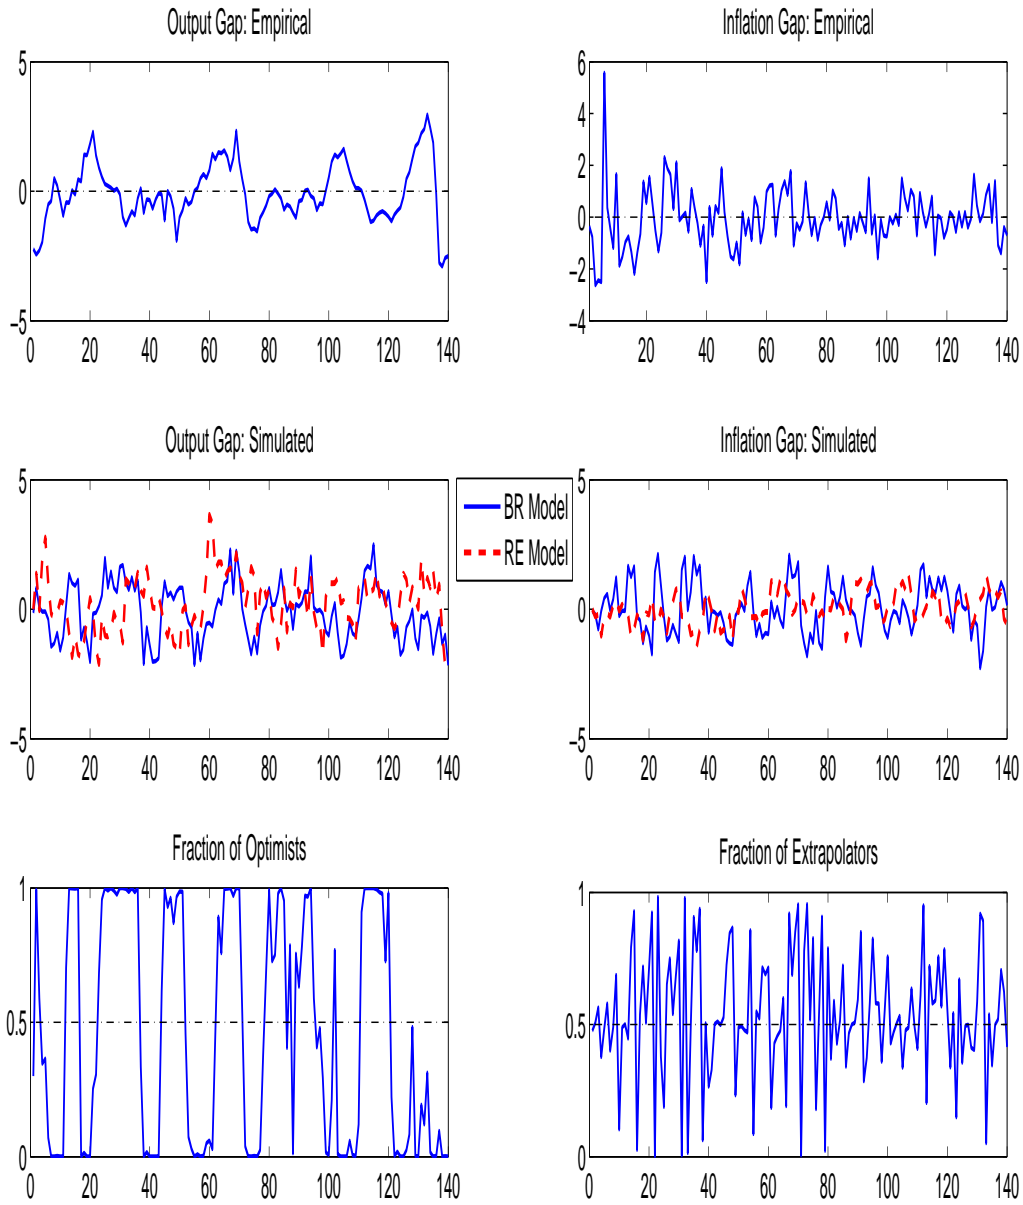 Output Gap: Empirical
5
0
−5
0 20 40 60 80 100 120 140
Inflation Gap: Empirical
6
4
2
0
−2
−4
20 40 60 80 100 120 140
Output Gap: Simulated
5
0
−5
0 20 40 60 80 100 120 140
BR Model
RE Model
Inflation Gap: Simulated
5
0
−5
0 20 40 60 80 100 120 140
Fraction of Optimists
1
0.5
0
0 20 40 60 80 100 120 140
Fraction of Extrapolators
1
0.5
0
0 20 40 60 80 100 120 140